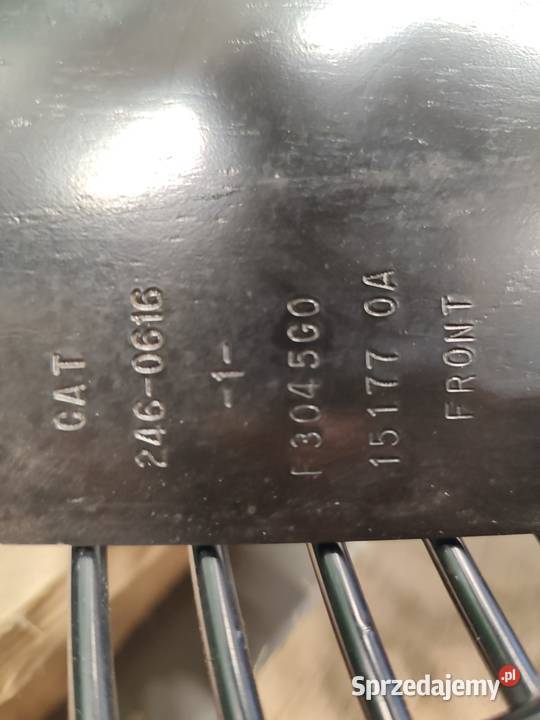 CAT
246-0616
-1-
F3045G0
15177 0A
FRONT
Sprzedajemy.pl